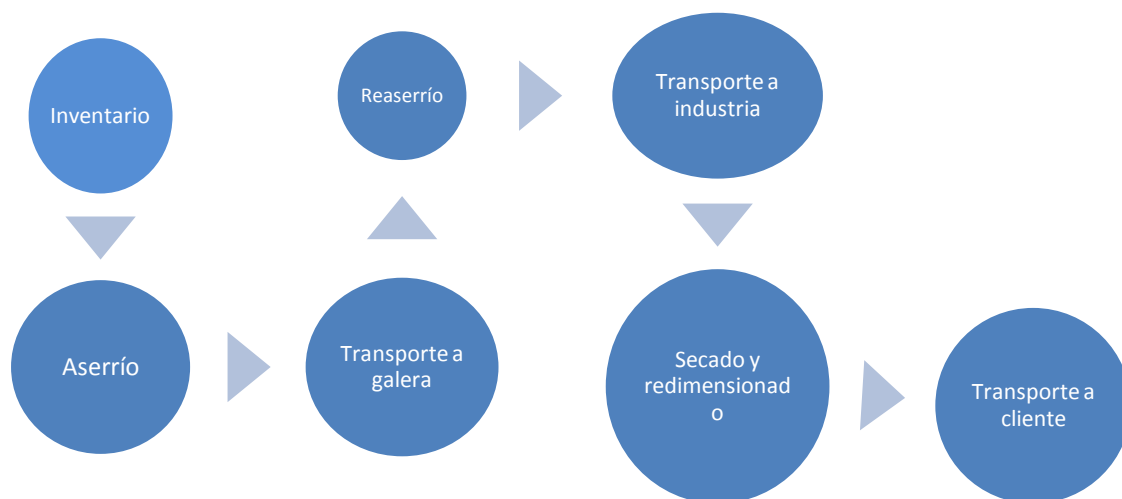 Inventario
Aserrío
Transporte a
galera
Reaserrío
Transporte a
industria
Secado y
redimensionad
o
Transporte a
cliente